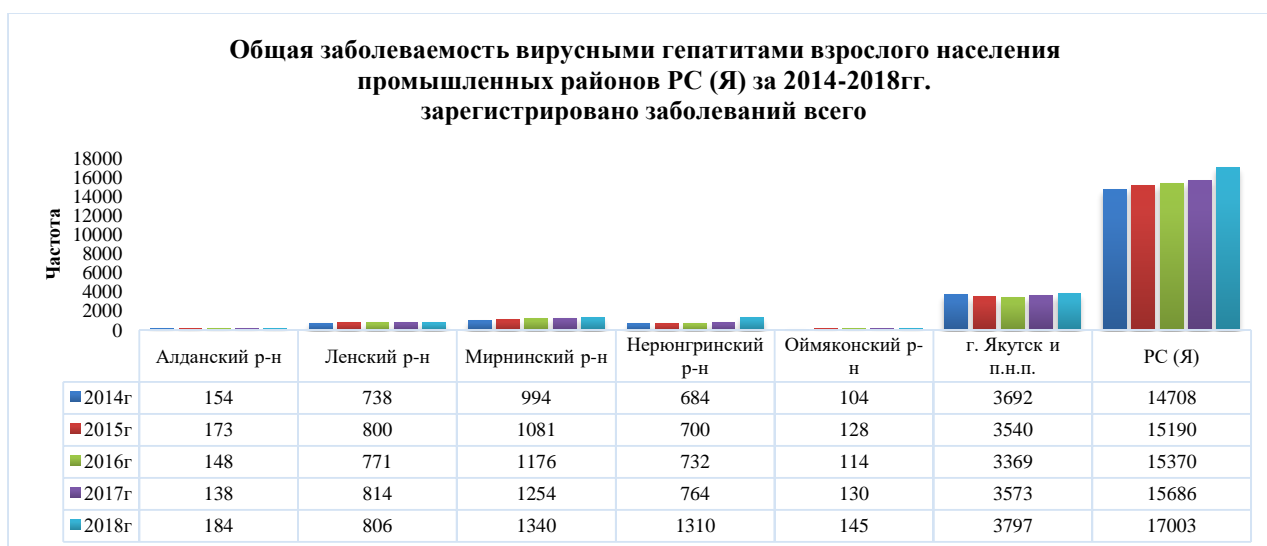 Общая заболеваемость вирусными гепатитами взрослого населения
промышленных районов РС (Я) за 2014-2018гг.
зарегистрировано заболеваний всего
Частота
18000
16000
14000
12000
10000
8000
6000
4000
2000
0
Алданский р-н Ленский р-н Мирнинский р-н Нерюнгринский р-н Оймяконский р-н г. Якутск и п.н.п. РС (Я)
2014г 154 738 994 684 104 3692 14708
2015г 173 800 1081 700 128 3540 15190
2016г 148 771 1176 732 114 3369 15370
2017г 138 814 1254 764 130 3573 15686
2018г 184 806 1340 1310 145 3797 17003